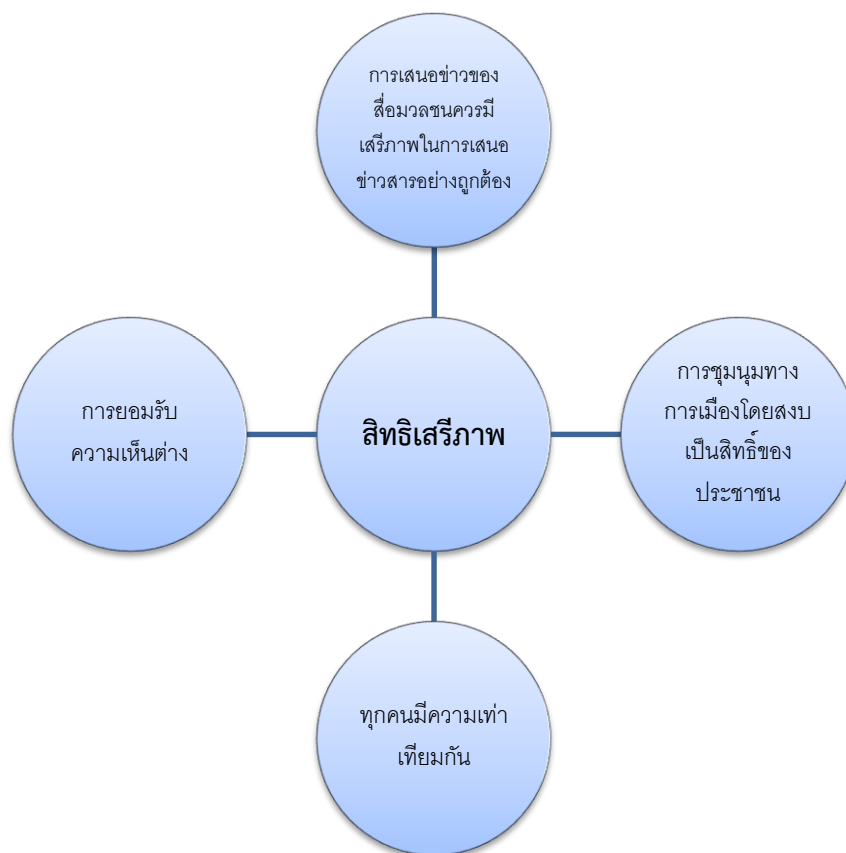 การเสนอข่าวของ
สื่อมวลชนควรมี
เสรีภาพในการเสนอ
ข่าวสารอย่างถูกต้อง
การยอมรับ
ความเห็นต่าง
สิทธิเสรีภาพ
การชุมนุมทาง
การเมืองโดยสงบ
เป็นสิทธิ์ของ
ประชาชน
ทุกคนมีความเท่า
เทียมกัน